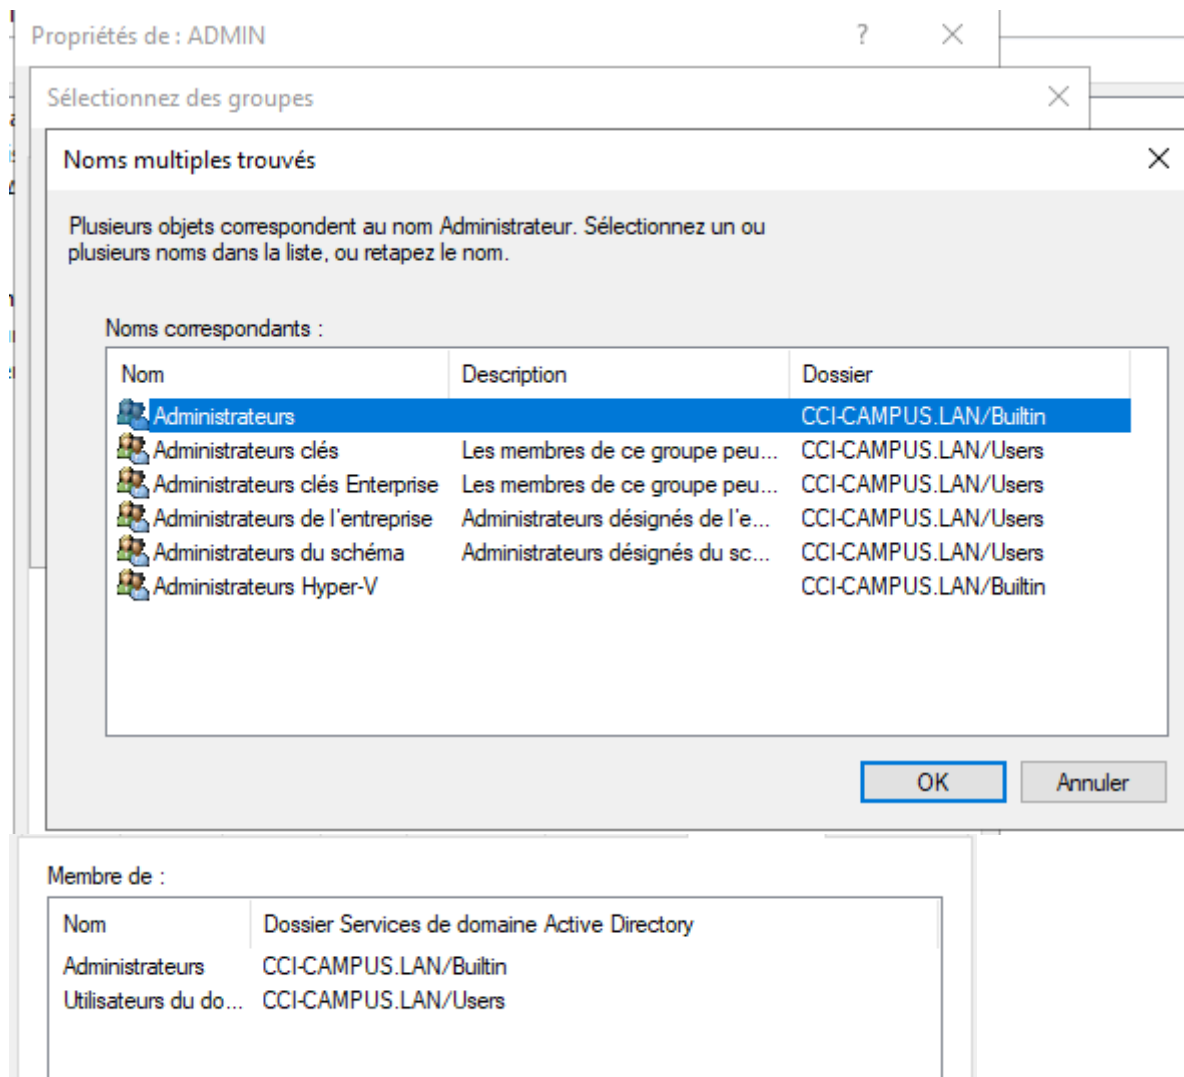 Propriétés de : ADMIN ?
Sélectionnez des groupes
Noms multiples trouvés
Plusieurs objets correspondent au nom Administrateur. Sélectionnez un ou
plusieurs noms dans la liste, ou retapez le nom.
Noms correspondants :
Nom Description Dossier
Administrateurs CCI-CAMPUS.LAN/Builtin
Administrateurs clés Les membres de ce groupe peu... CCI-CAMPUS.LAN/Users
Administrateurs clés Enterprise Les membres de ce groupe peu... CCI-CAMPUS.LAN/Users
Administrateurs de l'entreprise Administrateurs désignés de l'e... CCI-CAMPUS.LAN/Users
Administrateurs du schéma Administrateurs désignés du sc... CCI-CAMPUS.LAN/Users
Administrateurs Hyper-V CCI-CAMPUS.LAN/Builtin
OK Annuler
Membre de :
Nom Dossier Services de domaine Active Directory
Administrateurs CCI-CAMPUS.LAN/Builtin
Utilisateurs du do... CCI-CAMPUS.LAN/Users